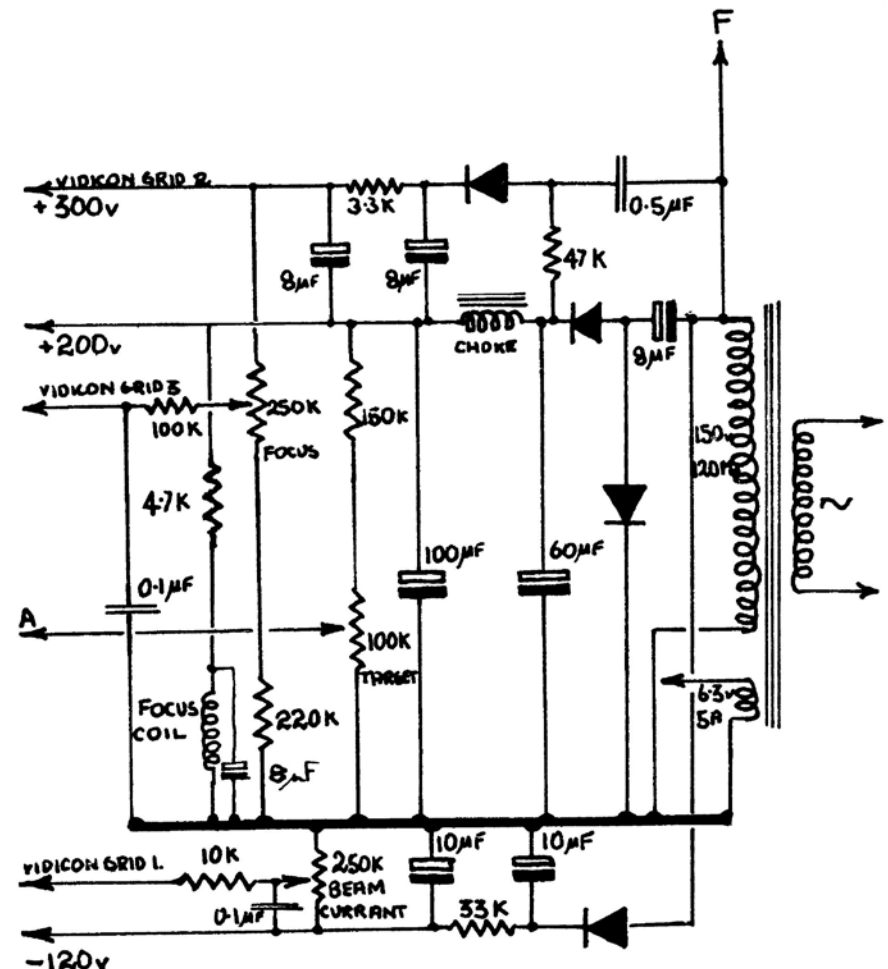 F
VIDIKON GRID 2
+300v
3.3K
0.5µF
8µF
8µF
47K
+200v
CHOKE
8µF
VIDICON GRID 3
100K
250K
FOCUS
150K
150v
120M
4.7K
100µF
60µF
0.1µF
A
100K
TARGET
6.3v
5A
FOCUS
COIL
220K
8µF
VIDICON GRID 1.
10K
250K
BEAM
CURRANT
10µF
10µF
0.1µF
33K
-120v